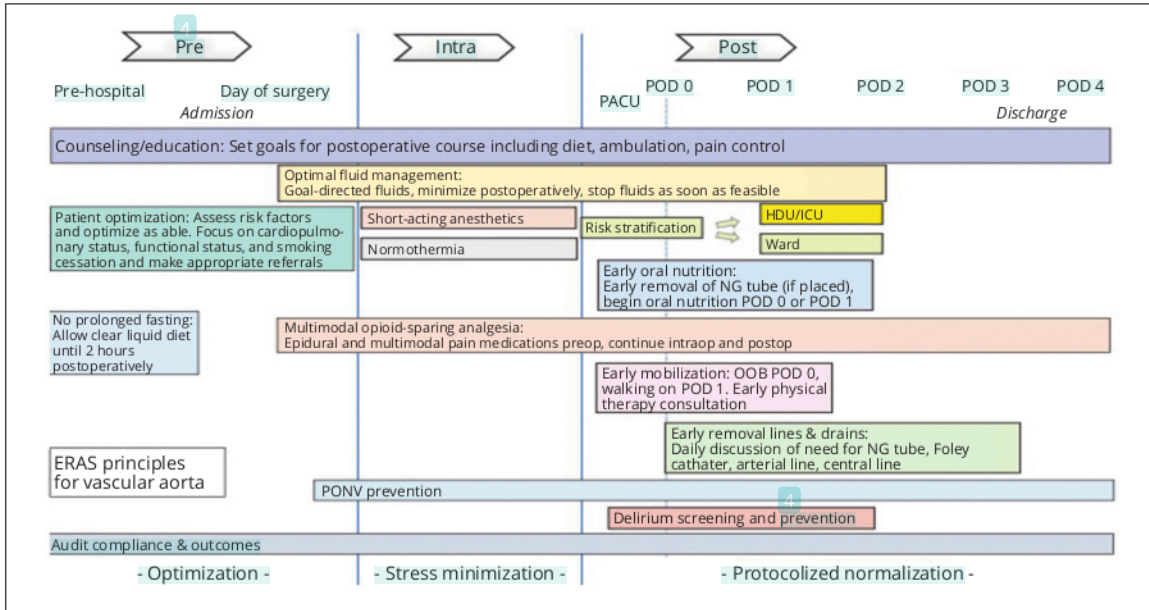 4
Pre
Intra
Post
Pre-hospital
Day of surgery
Admission
PACU
POD 0
POD 1
POD 2
POD 3
POD 4
Discharge
Counseling/education: Set goals for postoperative course including diet, ambulation, pain control
Optimal fluid management:
Goal-directed fluids, minimize postoperatively, stop fluids as soon as feasible
Patient optimization: Assess risk factors
and optimize as able. Focus on cardiopulmo-
nary status, functional status, and smoking
cessation and make appropriate referrals
Short-acting anesthetics
Normothermia
Risk stratification
HDU/ICU
Ward
Early oral nutrition:
Early removal of NG tube (if placed),
begin oral nutrition POD 0 or POD 1
No prolonged fasting:
Allow clear liquid diet
until 2 hours
postoperatively
Multimodal opioid-sparing analgesia:
Epidural and multimodal pain medications preop, continue intraop and postop
Early mobilization: OOB POD 0,
walking on POD 1. Early physical
therapy consultation
Early removal lines & drains:
Daily discussion of need for NG tube, Foley
cathater, arterial line, central line
ERAS principles
for vascular aorta
PONV prevention
4
Delirium screening and prevention
Audit compliance & outcomes
- Optimization -
- Stress minimization -
- Protocolized normalization -